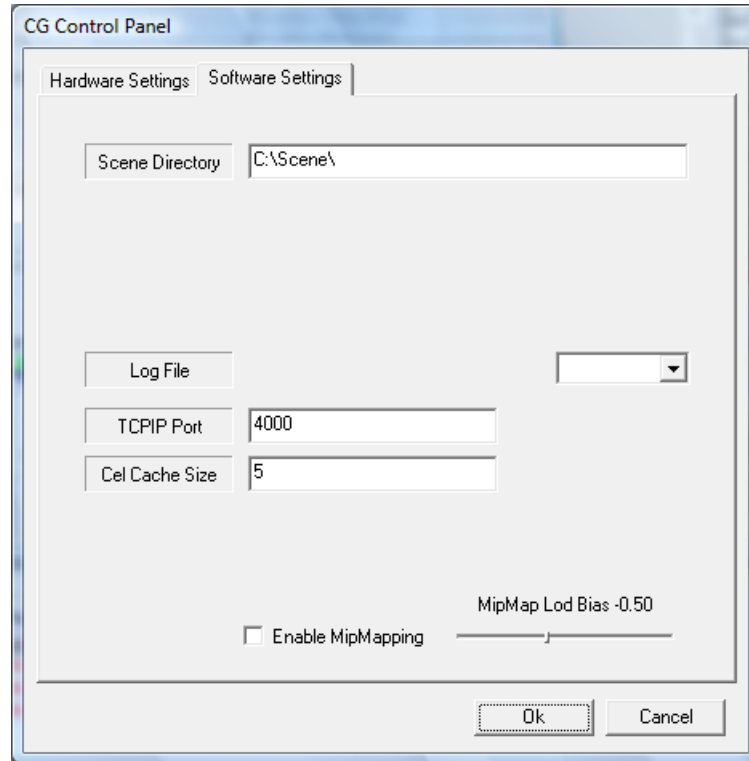 CG Control Panel
Hardware Settings Software Settings
Scene Directory C:\Scene\
Log File
TCPIP Port 4000
Cel Cache Size 5
MipMap Lod Bias -0.50
Enable MipMapping
Ok Cancel